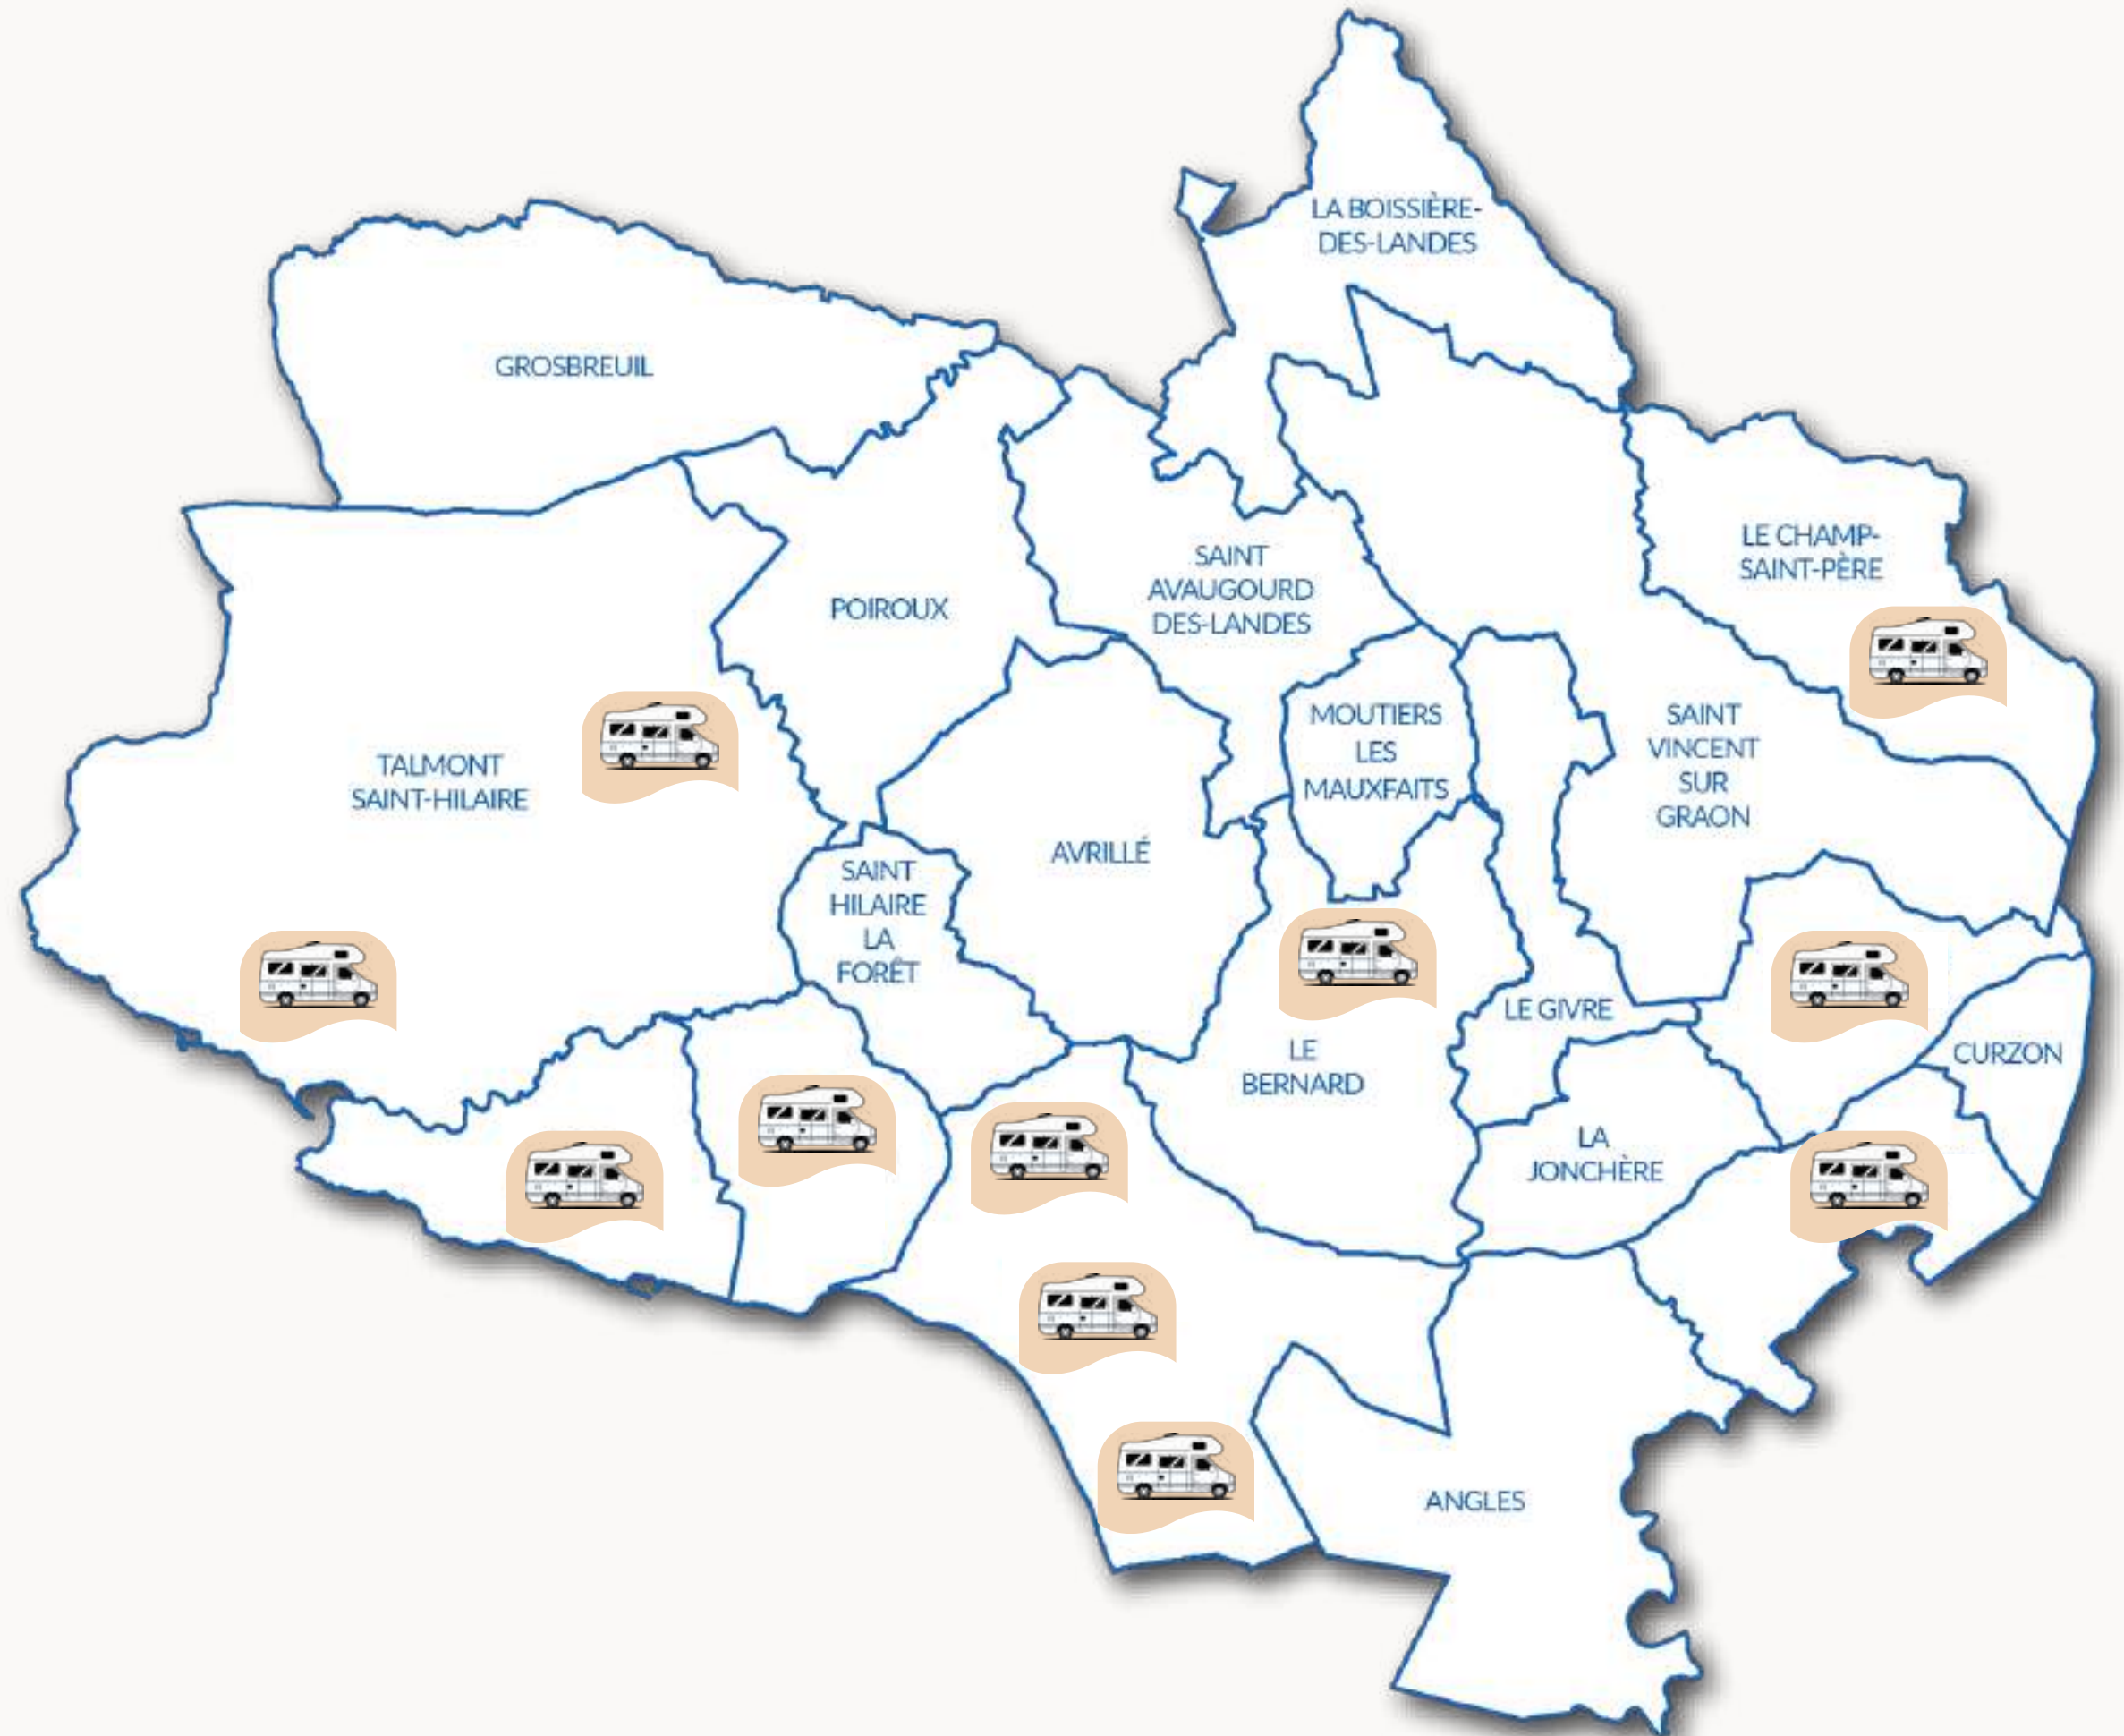 LA BOISSIÈRE-
DES-LANDES
GROSBREUIL
LE CHAMP-
SAINT-PÈRE
SAINT
AVAUGOURD
DES-LANDES
POIROUX
MOUTIERS
LES
MAUXFAITS
SAINT
VINCENT
SUR
GRAON
TALMONT
SAINT-HILAIRE
AVRILLÉ
SAINT
HILAIRE
LA
FORÊT
LE GIVRE
LE
BERNARD
CURZON
LA
JONCHÈRE
ANGLES